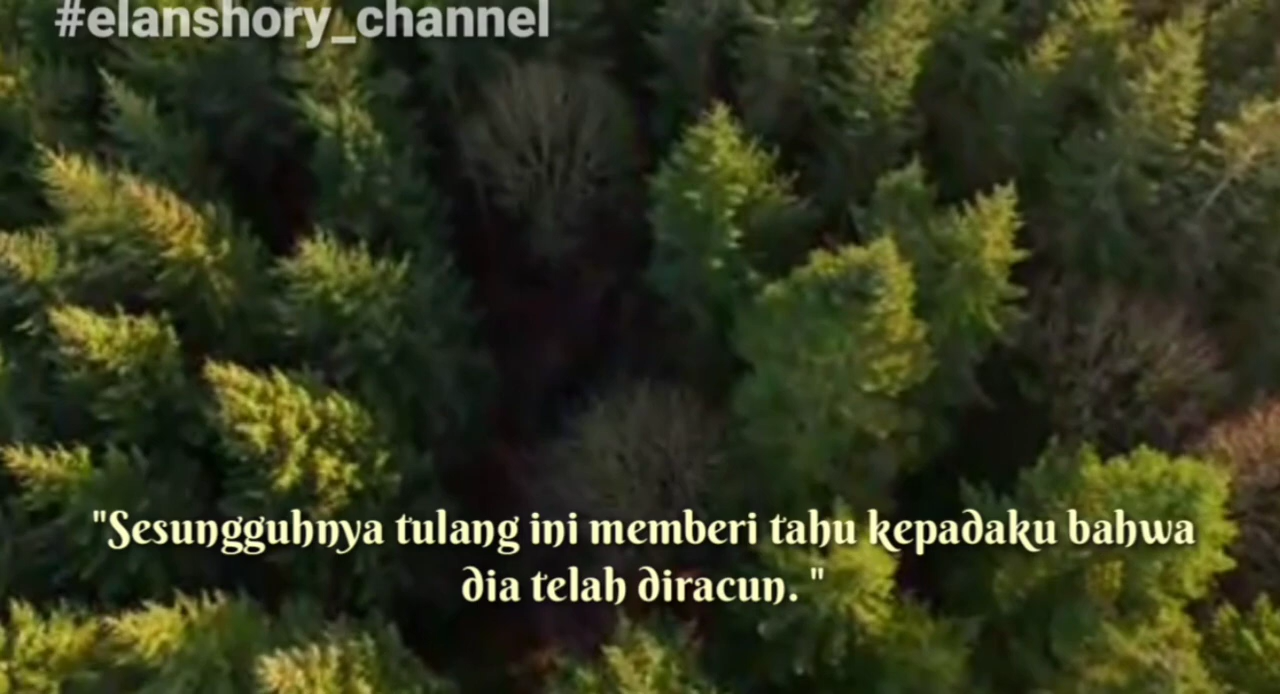 #elanshory_channel
"Sesungguhnya tulang ini memberi tahu kepadaku bahwa
dia telah diracun. "